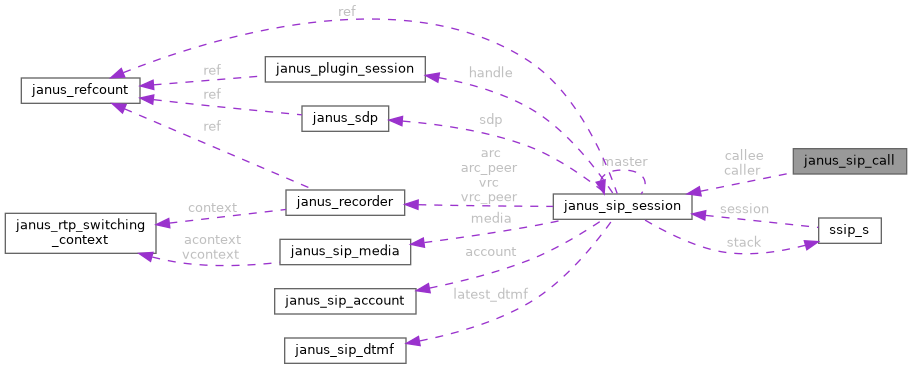 ref
janus_plugin_session
handle
ref
janus_refcount
ref
janus_sdp
sdp
ref
arc
arc_peer
vrc
vrc_peer
master
callee
caller
janus_sip_call
janus_recorder
context
janus_sip_session
session
janus_rtp_switching
_context
acontext
vcontext
media
janus_sip_media
ssip_s
stack
account
janus_sip_account
latest_dtmf
janus_sip_dtmf